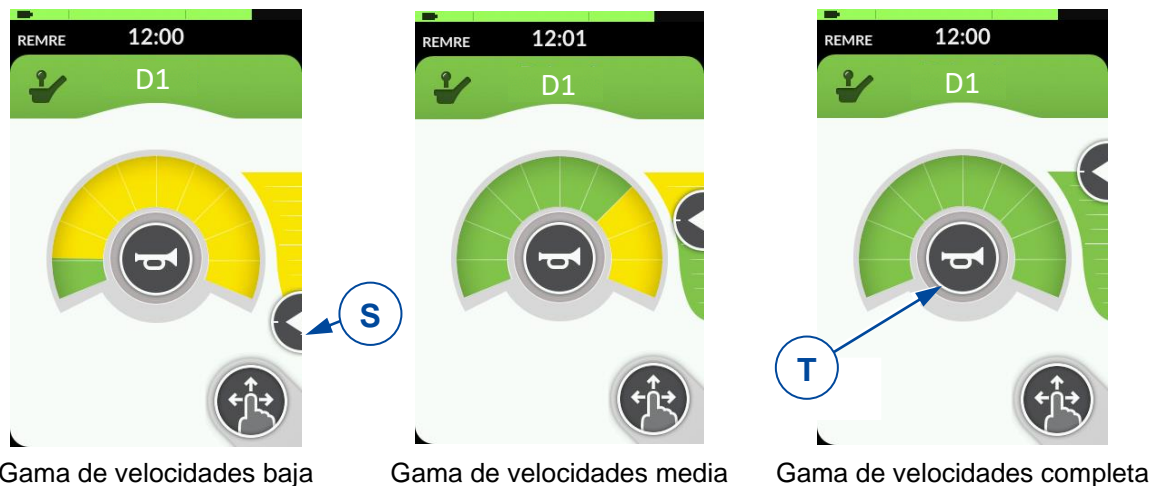 REMRE 12:00
D1
S
Gama de velocidades baja
REMRE 12:01
D1
Gama de velocidades media
REMRE 12:00
D1
T
Gama de velocidades completa